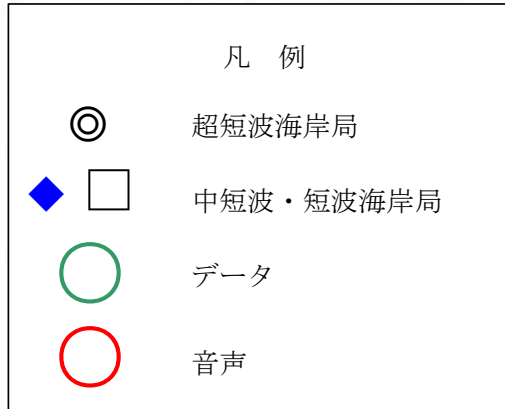 凡 例
超短波海岸局
中短波・短波海岸局
データ
音声